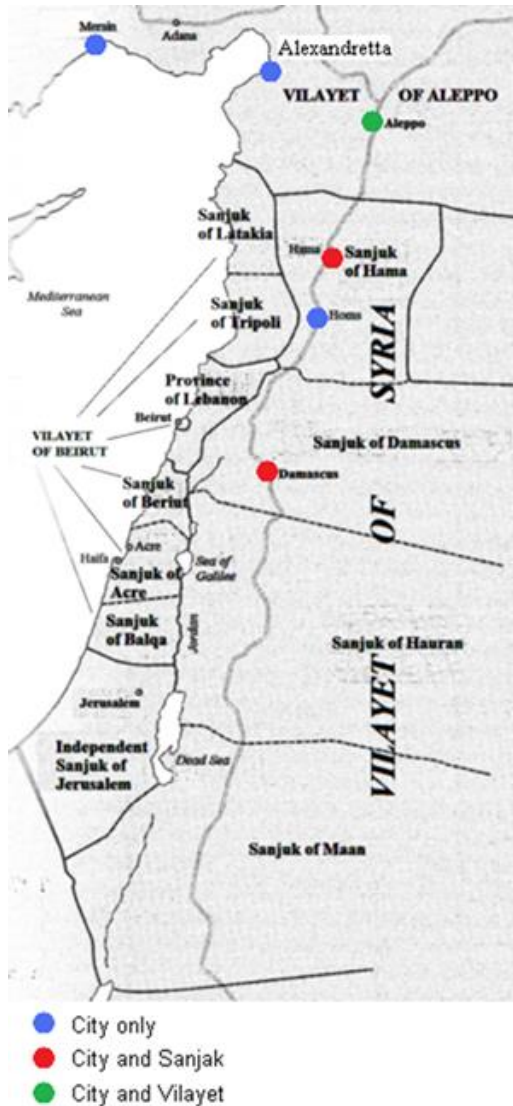 Mersin
Adana
Alexandretta
VILAYET OF ALEPPO
Aleppo
Sanjuk
of Latakia
Hama
Sanjuk
of Hama
Mediterranean
Sea
Sanjuk
of Tripoli
Homs
SYRIA
Province
of Lebanon
Beirut
VILAYET
OF BEIRUT
Sanjuk of Damascus
Damascus
Sanjuk
of Beriut
OF
Acre
Haifa
Sea of
Galilee
Sanjuk of
Acre
Sanjuk
of Balqa
Jordan
Sanjuk of Hauran
VILAYET
Jerusalem
Independent
Sanjuk of
Jerusalem
Dead Sea
Sanjuk of Maan
City only
City and Sanjak
City and Vilayet